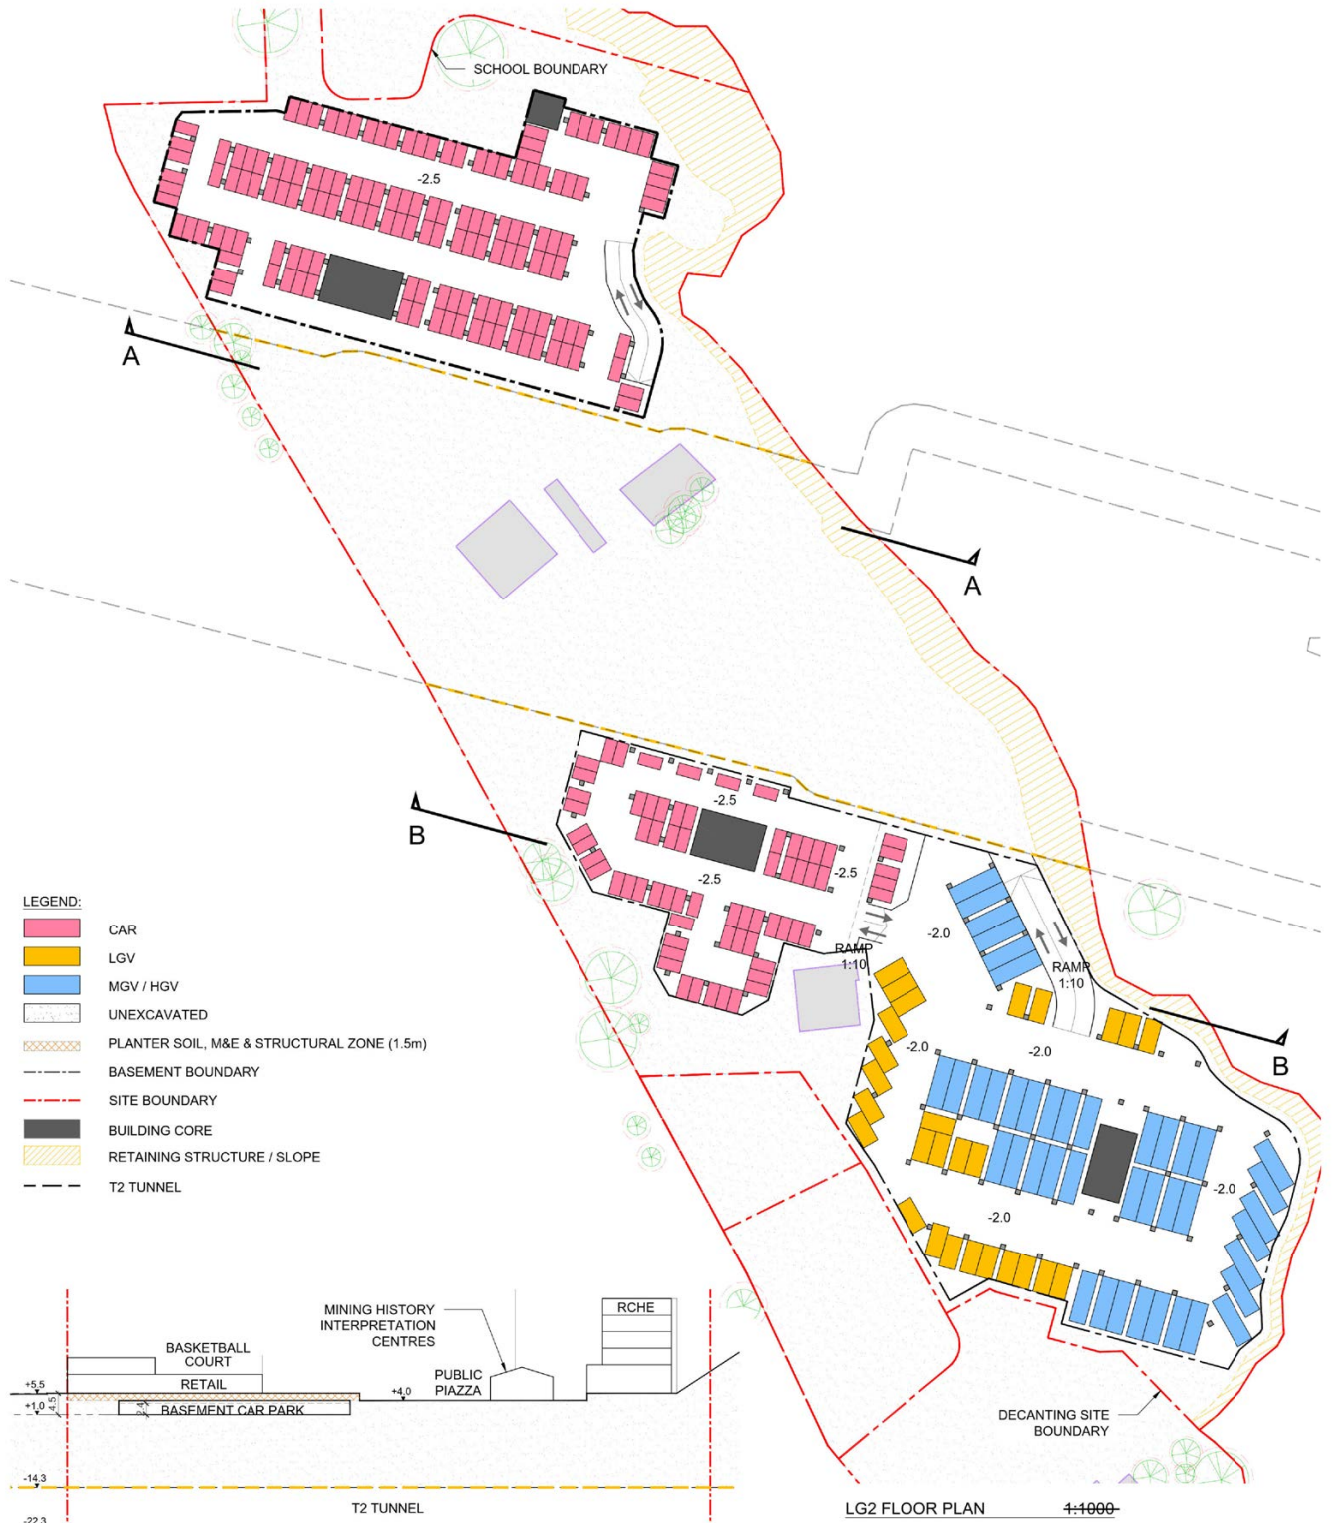 SCHOOL BOUNDARY
-2.5
A
A
-2.5
B
-2.5
-2.5
-2.0
RAMP
1:10
RAMP
1:10
-2.0
-2.0
B
-2.0
-2.0
LEGEND:
CAR
LGV
MGV / HGV
UNEXCAVATED
PLANTER SOIL, M&E & STRUCTURAL ZONE (1.5m)
BASEMENT BOUNDARY
SITE BOUNDARY
BUILDING CORE
RETAINING STRUCTURE / SLOPE
T2 TUNNEL
MINING HISTORY
INTERPRETATION
CENTRES
RCHE
BASKETBALL
COURT
RETAIL
PUBLIC
PIAZZA
+5.5
+4.0
4.5
+1.0
2.4
BASEMENT CAR PARK
-14.3
T2 TUNNEL
-22.3
DECANTING SITE
BOUNDARY
LG2 FLOOR PLAN 1:1000